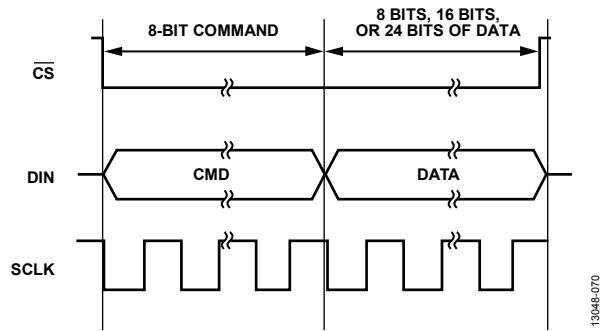 8-BIT COMMAND
8 BITS, 16 BITS,
OR 24 BITS OF DATA
CS
DIN
CMD
DATA
SCLK
13048-070